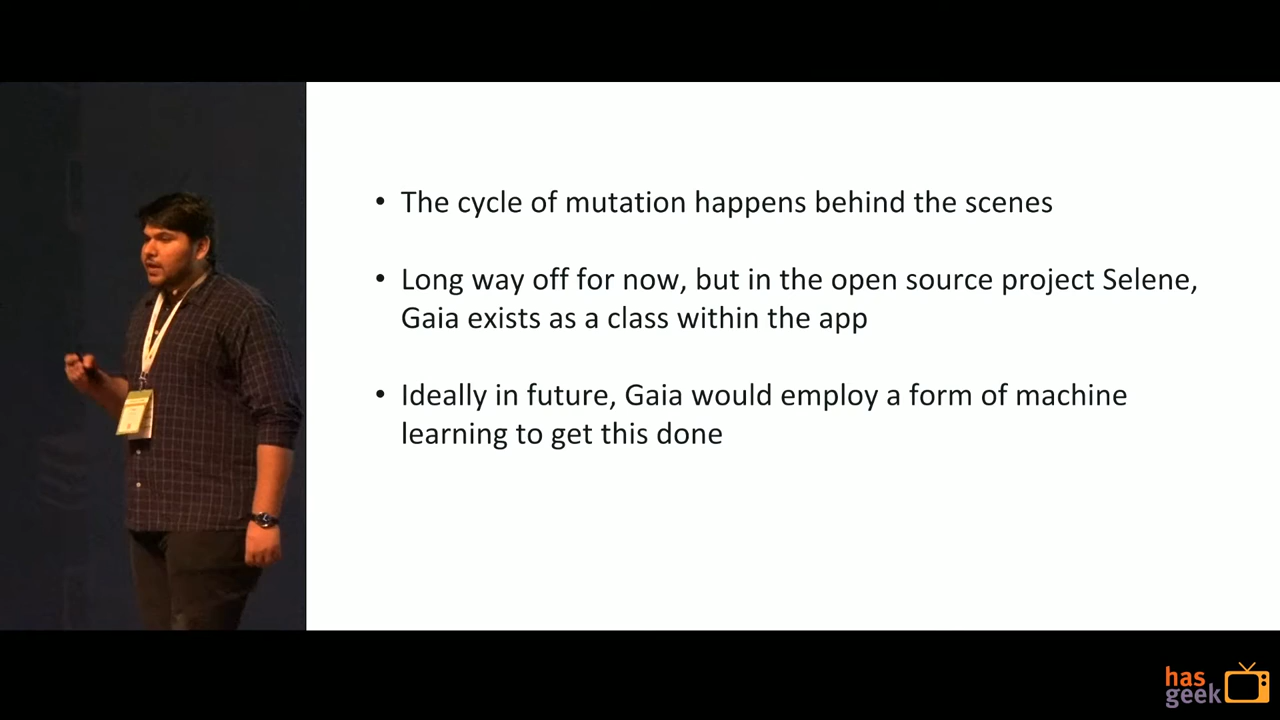 • The cycle of mutation happens behind the scenes
• Long way off for now, but in the open source project Selene,
Gaia exists as a class within the app
• Ideally in future, Gaia would employ a form of machine
learning to get this done
has
geek